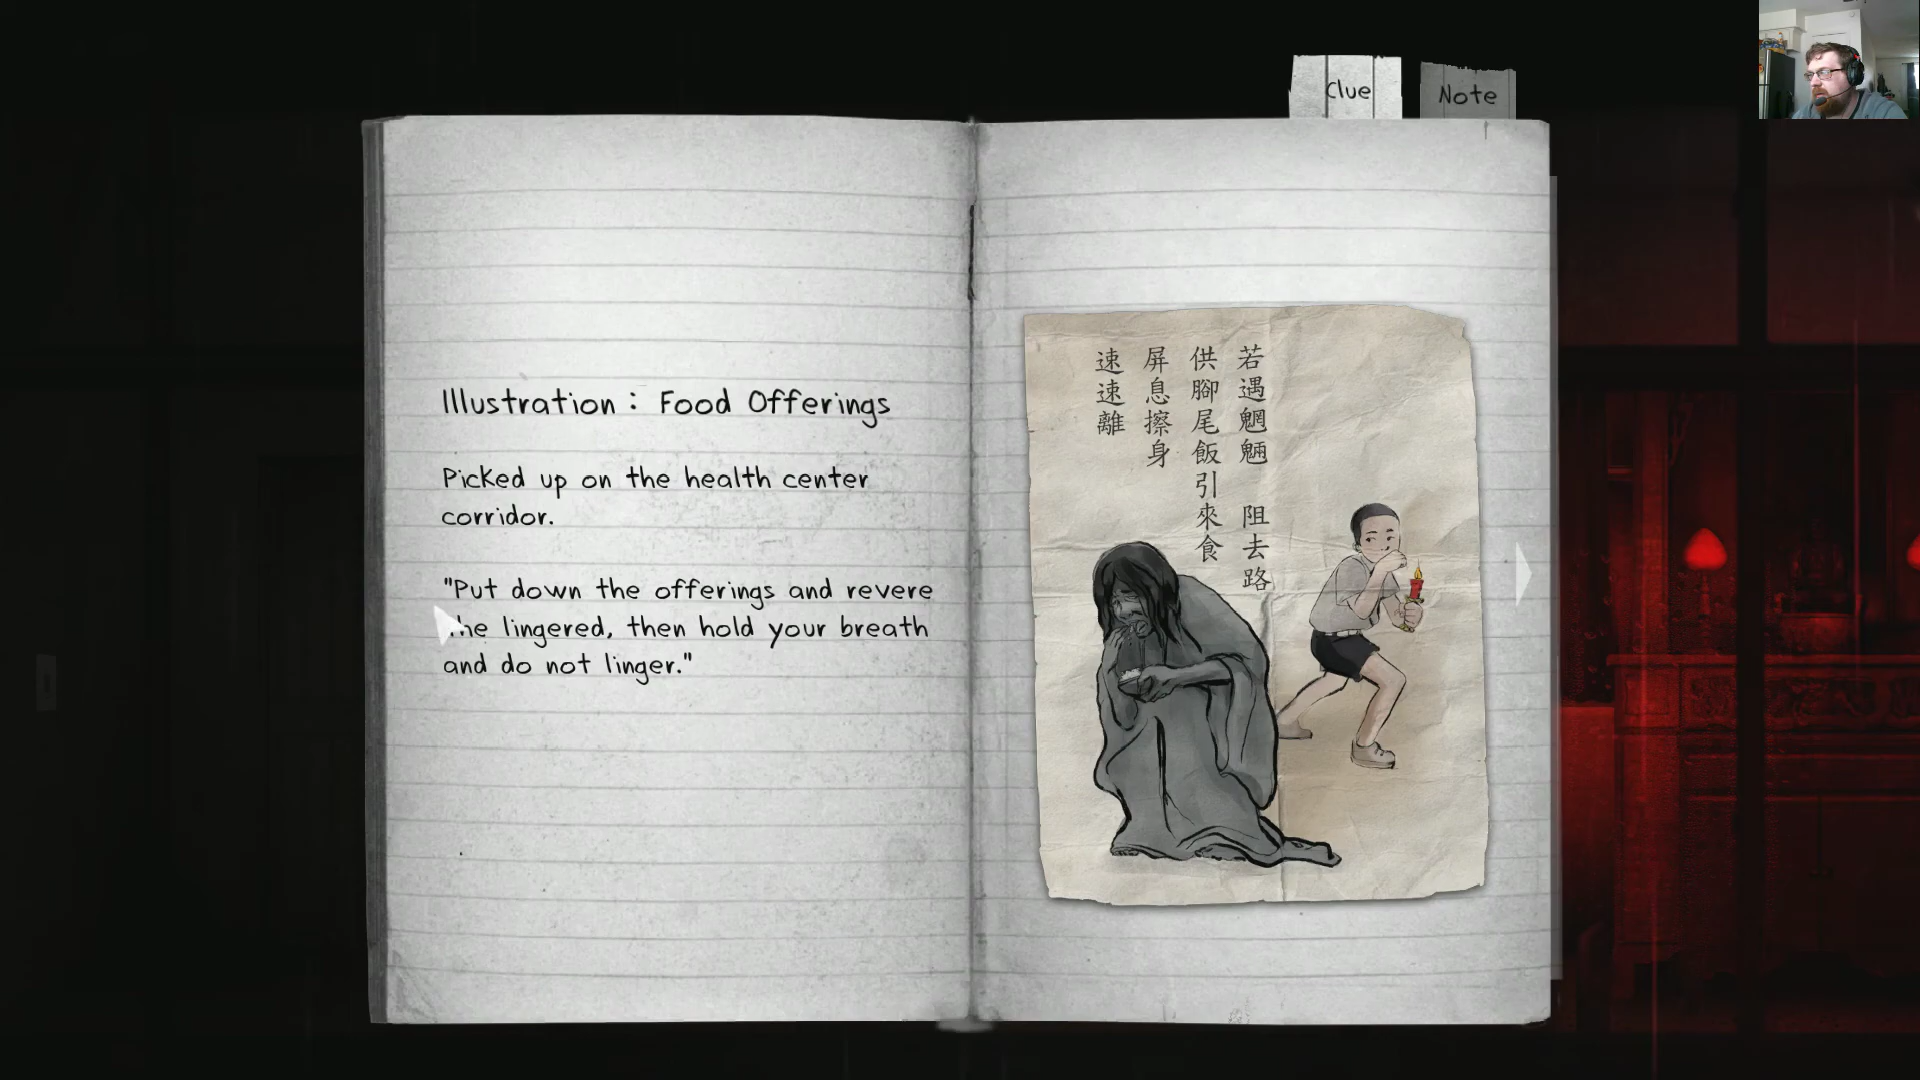 Clue
Note
Illustration : Food Offerings
Picked up on the health center
corridor.
"Put down the offerings and revere
the lingered, then hold your breath
and do not linger."
若遇魍魎 阻去路
供腳尾飯引來食
屏息擦身
速速離